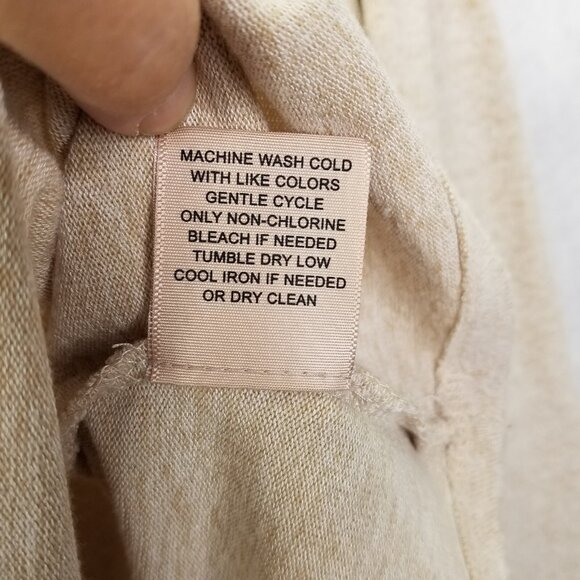 MACHINE WASH COLD
WITH LIKE COLORS
GENTLE CYCLE
ONLY NON-CHLORINE
BLEACH IF NEEDED
TUMBLE DRY LOW
COOL IRON IF NEEDED
OR DRY CLEAN